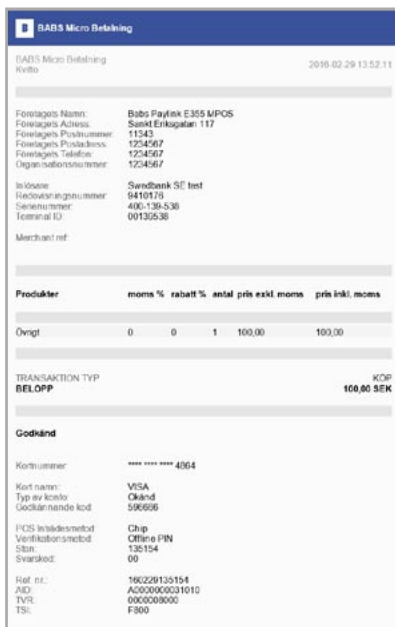 B BABS Micro Betalning
BABS Micro Betalning
Kvitto
2016-02-29 13:52:11
Företagets Namn: Babs Paylink E355 MPOS
Företagets Adress: Sankt Eriksgatan 117
Företagets Postnummer: 11343
Företagets Postadress: 1234567
Företagets Telefon: 1234567
Organisationsnummer: 1234567
Inlösare: Swedbank SE test
Redovisningsnummer: 9410176
Serienummer: 400-139-538
Terminal ID: 00130538
Merchant ref:
Produkter moms % rabatt % antal pris exkl. moms pris inkl. moms
Övrigt 0 0 1 100,00 100,00
TRANSAKTION TYP KÖP
BELOPP 100,00 SEK
Godkänd
Kortnummer: **** **** **** 4864
Kort namn: VISA
Typ av konto: Okänd
Godkännande kod:
POS Inträdesmetod: Chip
Verifikationsmetod: Offline PIN
Stan: 135154
Svarskod: 00
Ref. nr.: 160229135154
AID: A0000000031010
TVR: 0000008000
TSI: F800